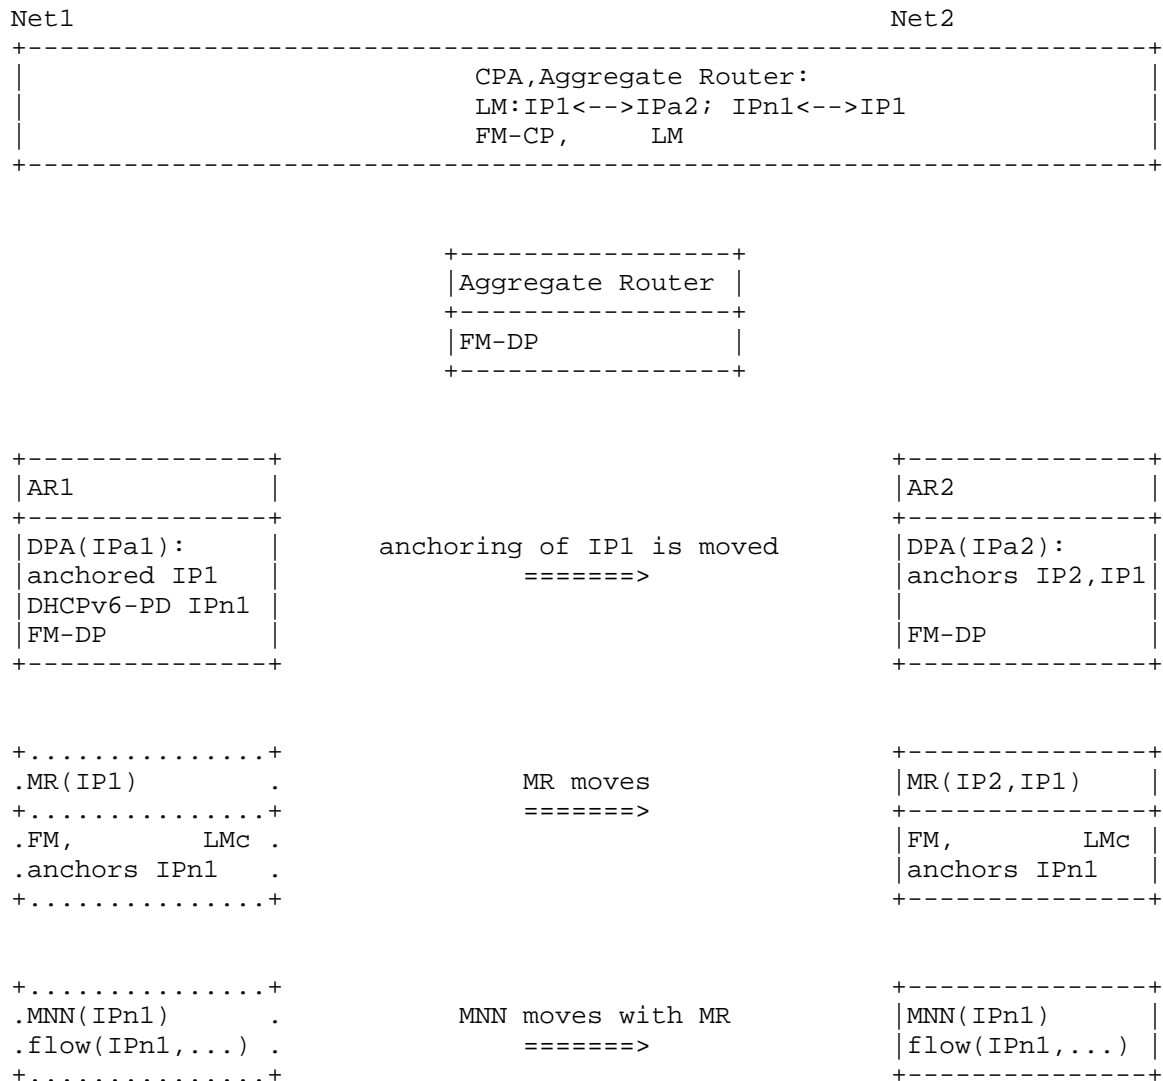 Net1                                                   Net2
+----------------------------------------------------------------------+
|                            CPA,Aggregate Router:                     |
|                            LM:IP1<-->IPa2; IPn1<-->IP1               |
|                            FM-CP,     LM                             |
+----------------------------------------------------------------------+
                           +-----------------+
                           |Aggregate Router |
                           +-----------------+
                           |FM-DP            |
                           +-----------------+
+---------------+                                      +---------------+
|AR1            |                                      |AR2            |
+---------------+                                      +---------------+
|DPA(IPa1):     |      anchoring of IP1 is moved       |DPA(IPa2):     |
|anchored IP1   |               =======>               |anchors IP2,IP1|
|DHCPv6-PD IPn1 |                                      |               |
|FM-DP          |                                      |FM-DP          |
+---------------+                                      +---------------+
+...............+                                      +---------------+
.MR(IP1)        .               MR moves               |MR(IP2,IP1)    |
+...............+               =======>               +---------------+
.FM,        LMc .                                      |FM,        LMc |
.anchors IPn1   .                                      |anchors IPn1   |
+...............+                                      +---------------+
+...............+                                      +---------------+
.MNN(IPn1)      .           MNN moves with MR          |MNN(IPn1)      |
.flow(IPn1,...) .               =======>               |flow(IPn1,...) |
+...............+                                      +---------------+